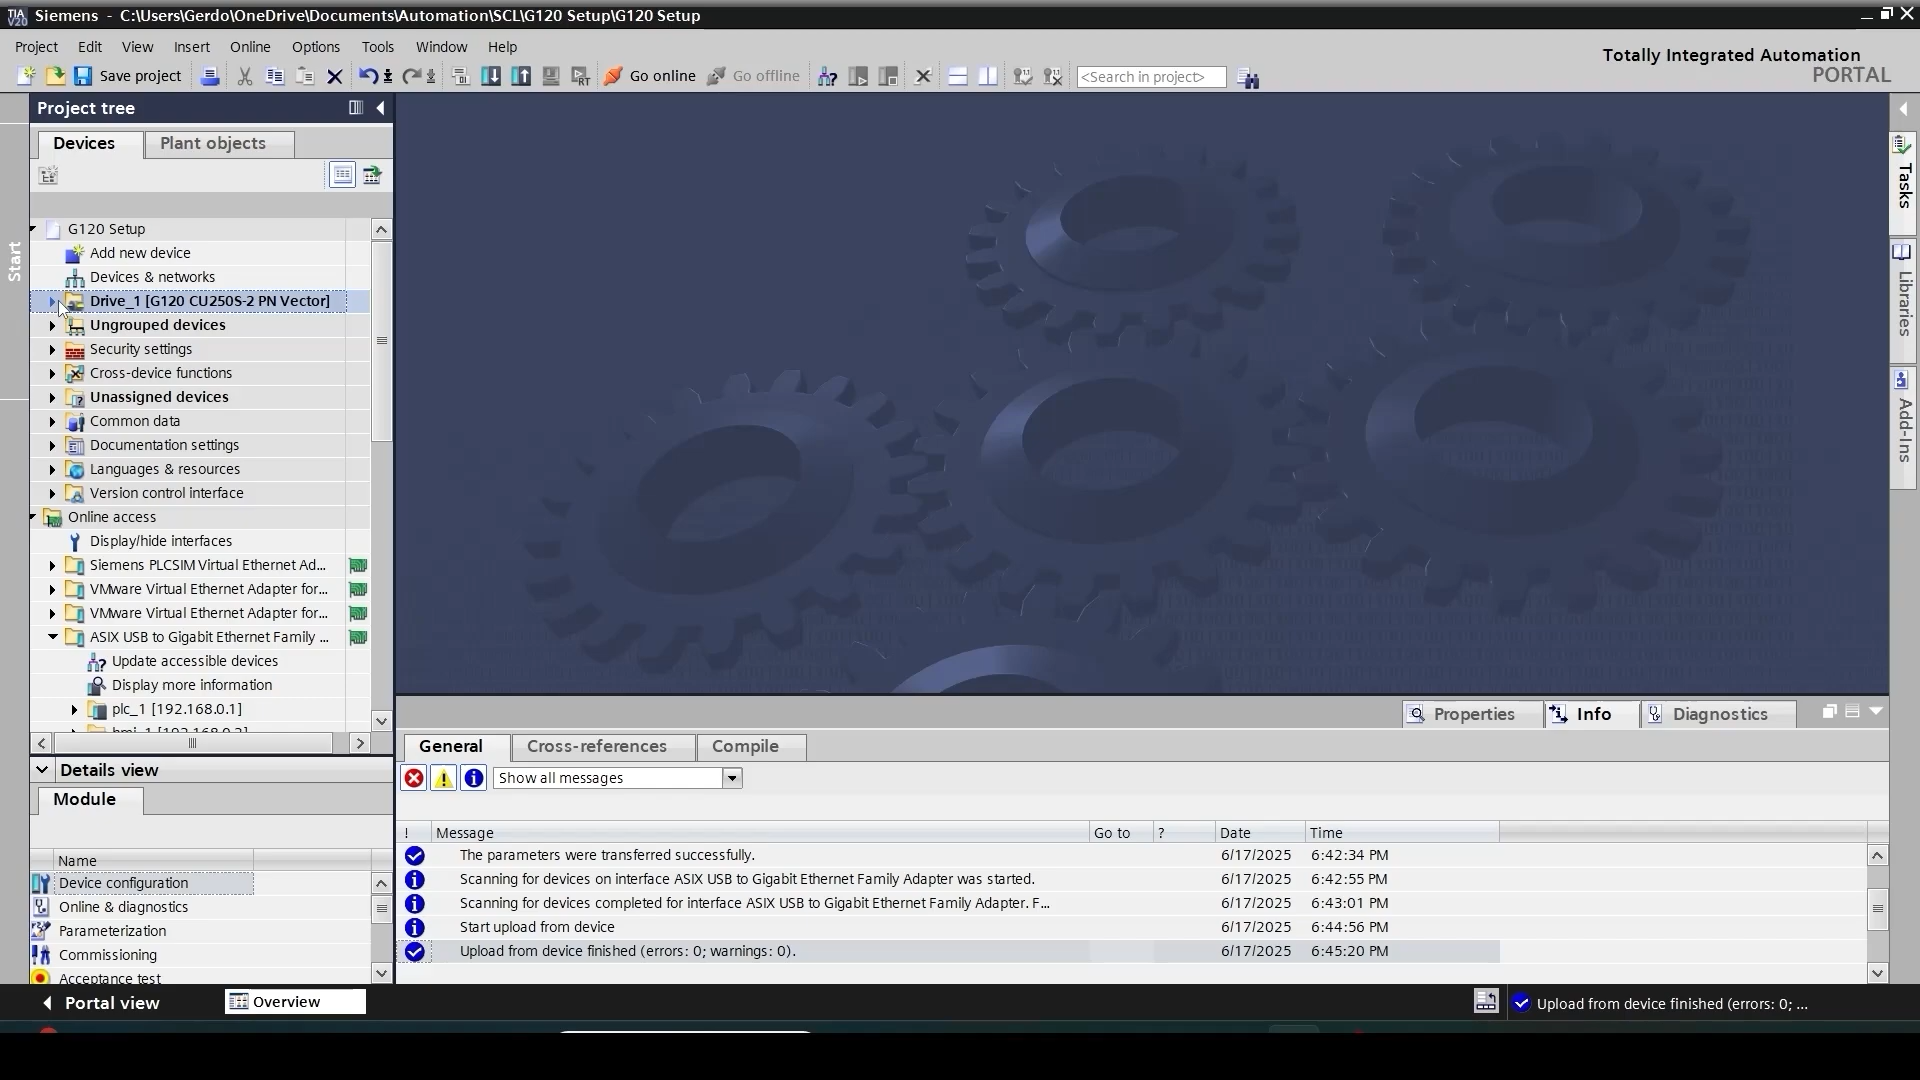 TIA V20
Siemens - C:\Users\Gerdo\OneDrive\Documents\Automation\SCL\G120 Setup\G120 Setup
Project Edit View Insert Online Options Tools Window Help
Totally Integrated Automation
PORTAL
Save project
Go online
Go offline
<Search in project>
Project tree
Devices
Plant objects
Start
G120 Setup
Add new device
Devices & networks
Drive_1 [G120 CU250S-2 PN Vector]
Ungrouped devices
Security settings
Cross-device functions
Unassigned devices
Common data
Documentation settings
Languages & resources
Version control interface
Online access
Display/hide interfaces
Siemens PLCSIM Virtual Ethernet Ad...
VMware Virtual Ethernet Adapter for...
VMware Virtual Ethernet Adapter for...
ASIX USB to Gigabit Ethernet Family ...
Update accessible devices
Display more information
plc_1 [192.168.0.1]
Details view
Module
Name
Device configuration
Online & diagnostics
Parameterization
Commissioning
Acceptance test
Tasks
Libraries
Add-Ins
Properties
Info
Diagnostics
General
Cross-references
Compile
Show all messages
! Message Go to ? Date Time
The parameters were transferred successfully. 6/17/2025 6:42:34 PM
Scanning for devices on interface ASIX USB to Gigabit Ethernet Family Adapter was started. 6/17/2025 6:42:55 PM
Scanning for devices completed for interface ASIX USB to Gigabit Ethernet Family Adapter. F... 6/17/2025 6:43:01 PM
Start upload from device 6/17/2025 6:44:56 PM
Upload from device finished (errors: 0; warnings: 0). 6/17/2025 6:45:20 PM
Portal view
Overview
Upload from device finished (errors: 0; ...